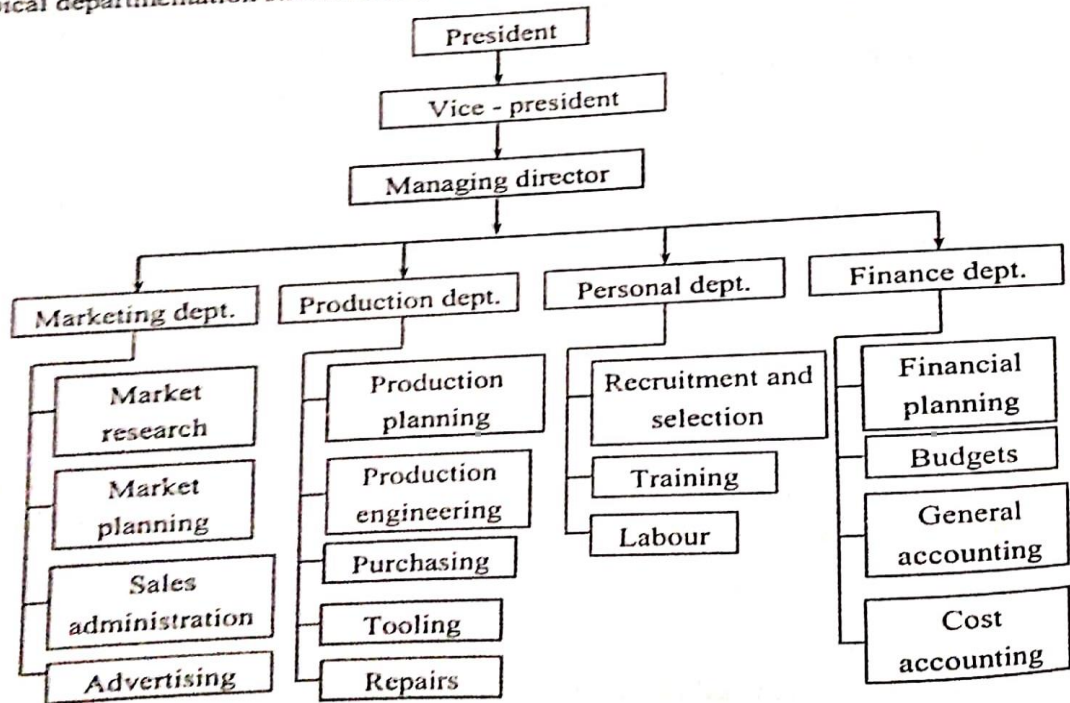 President
Vice - president
Managing director
Marketing dept.
Production dept.
Personal dept.
Finance dept.
Market
research
Market
planning
Sales
administration
Advertising
Production
planning
Production
engineering
Purchasing
Tooling
Repairs
Recruitment and
selection
Training
Labour
Financial
planning
Budgets
General
accounting
Cost
accounting